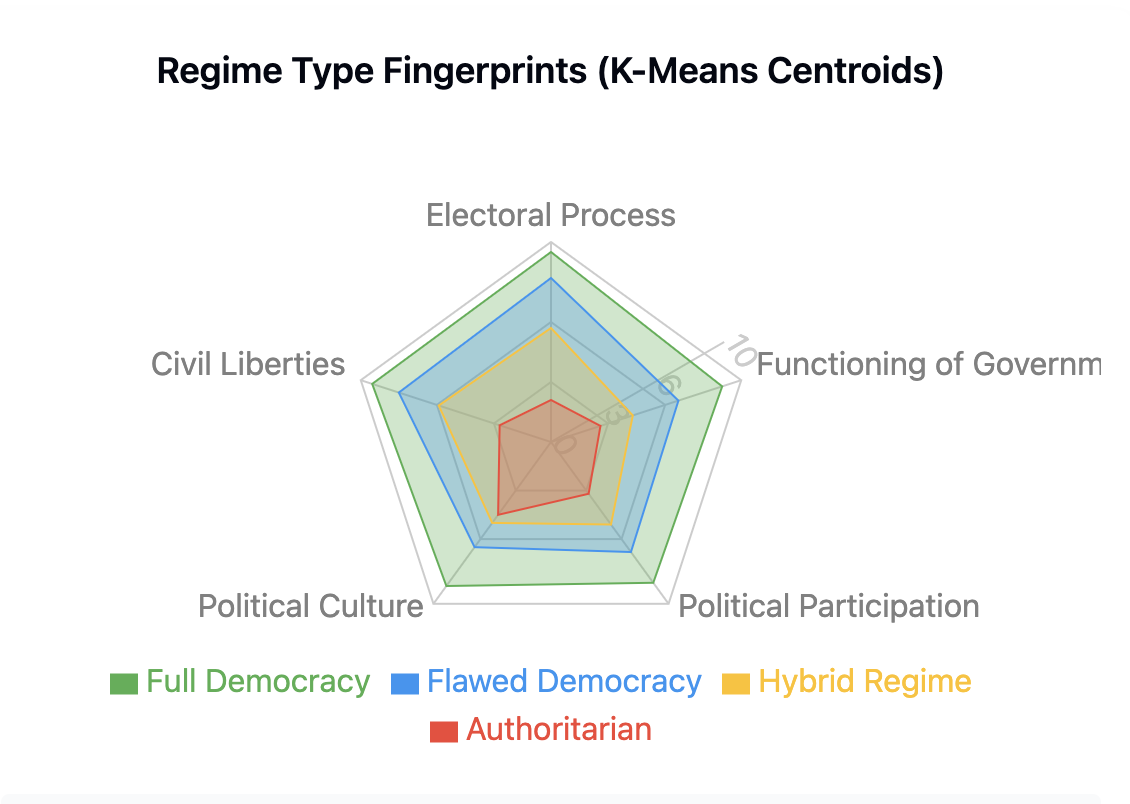 Regime Type Fingerprints (K-Means Centroids)
Electoral Process
10
Civil Liberties
Functioning of Governm
6
3
0
Political Culture
Political Participation
Full Democracy
Flawed Democracy
Hybrid Regime
Authoritarian